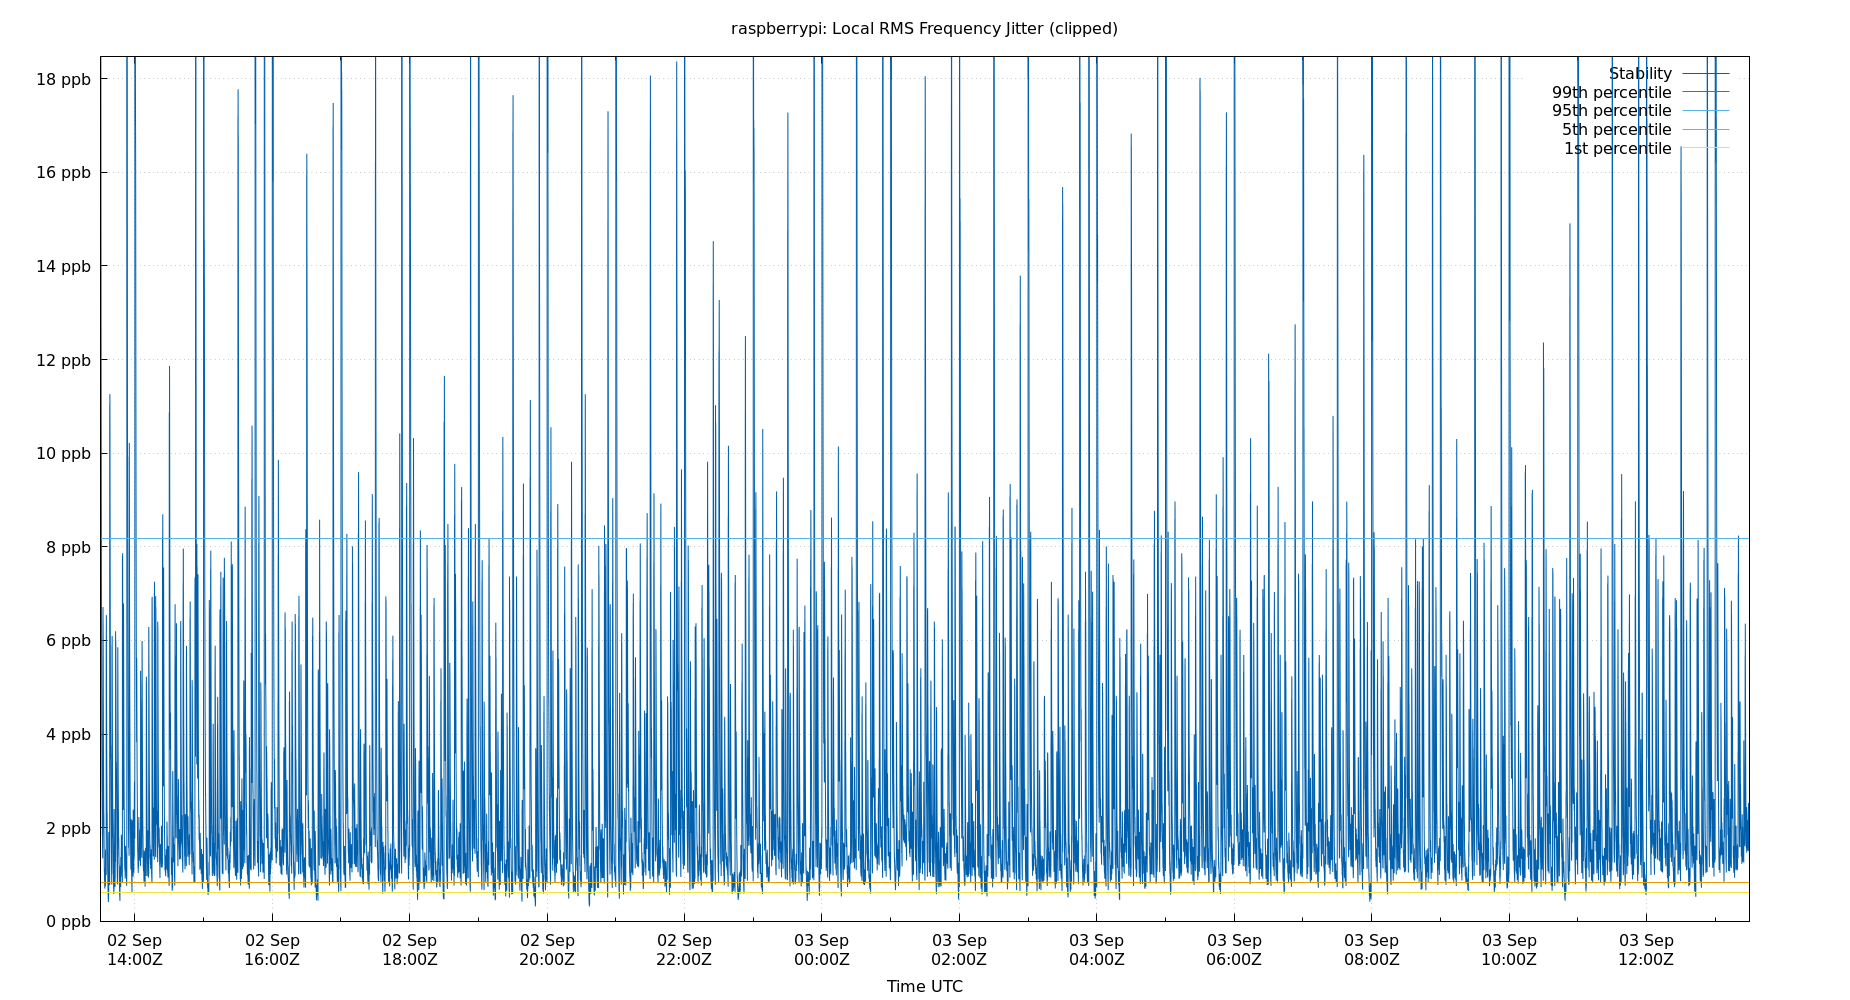 raspberrypi: Local RMS Frequency Jitter (clipped)
18 ppb
16 ppb
14 ppb
12 ppb
10 ppb
8 ppb
6 ppb
4 ppb
2 ppb
0 ppb
Stability
99th percentile
95th percentile
5th percentile
1st percentile
02 Sep 02 Sep 02 Sep 02 Sep 02 Sep 03 Sep 03 Sep 03 Sep 03 Sep 03 Sep 03 Sep 03 Sep
14:00Z 16:00Z 18:00Z 20:00Z 22:00Z 00:00Z 02:00Z 04:00Z 06:00Z 08:00Z 10:00Z 12:00Z
Time UTC